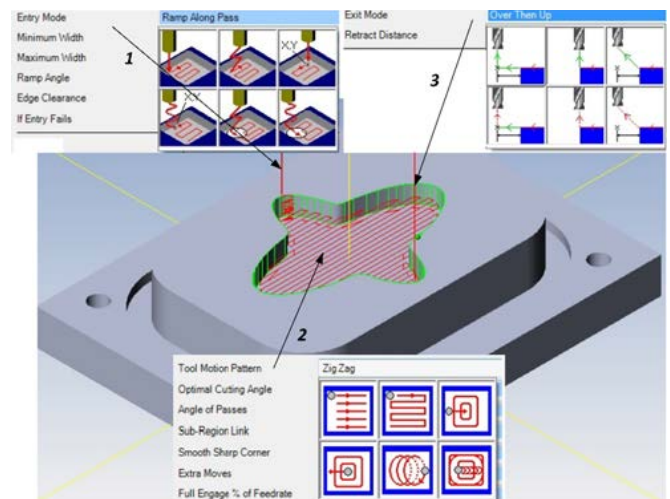 Entry Mode
Ramp Along Pass
Minimum Width
Maximum Width
Ramp Angle
Edge Clearance
If Entry Fails
X,Y
X,Y
1
Exit Mode
Over Then Up
Retract Distance
3
2
Tool Motion Pattern
Zig Zag
Optimal Cutting Angle
Angle of Passes
Sub-Region Link
Smooth Sharp Corner
Extra Moves
Full Engage % of Feedrate